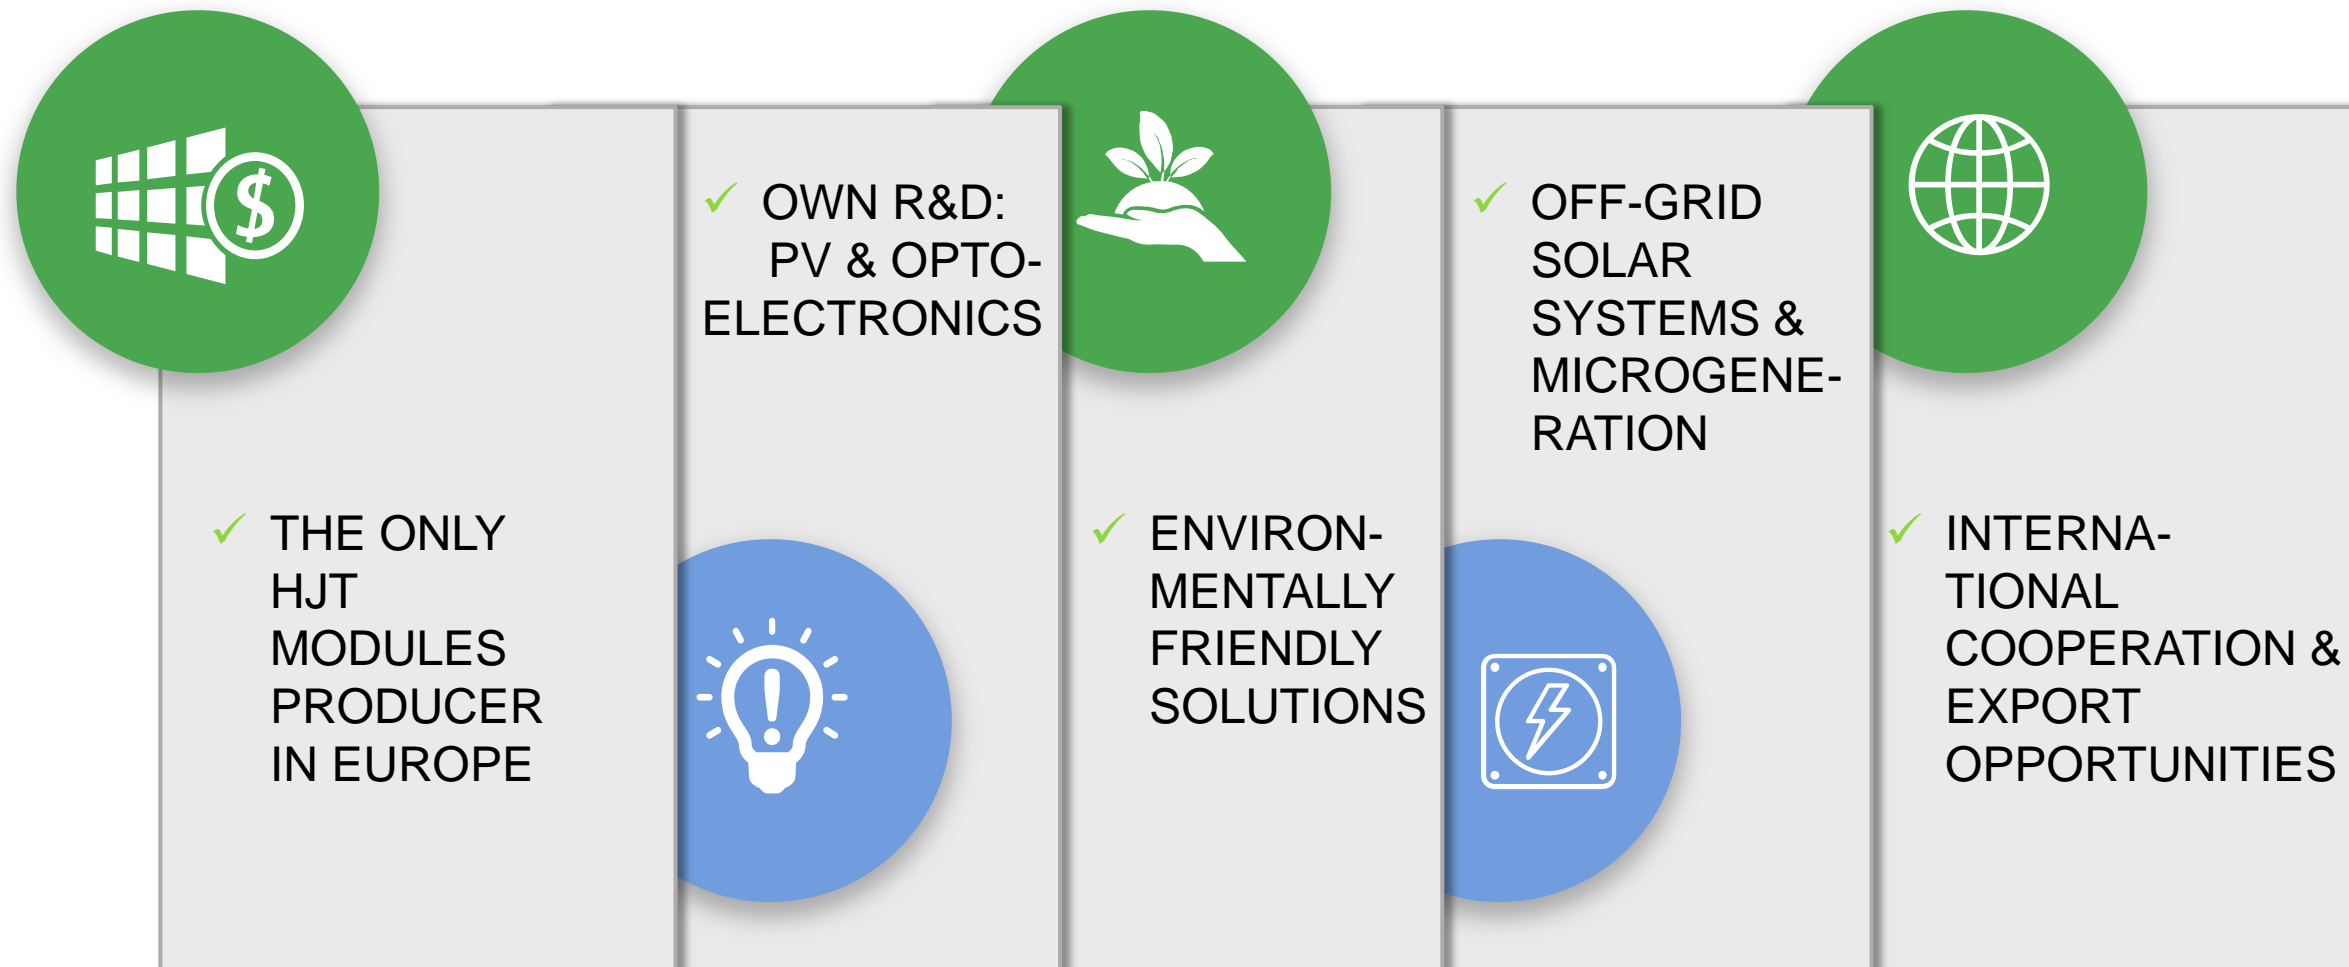 $
THE ONLY
HJT
MODULES
PRODUCER
IN EUROPE
OWN R&D:
PV & OPTO-
ELECTRONICS
ENVIRON-
MENTALLY
FRIENDLY
SOLUTIONS
OFF-GRID
SOLAR
SYSTEMS &
MICROGENE-
RATION
INTERNA-
TIONAL
COOPERATION &
EXPORT
OPPORTUNITIES